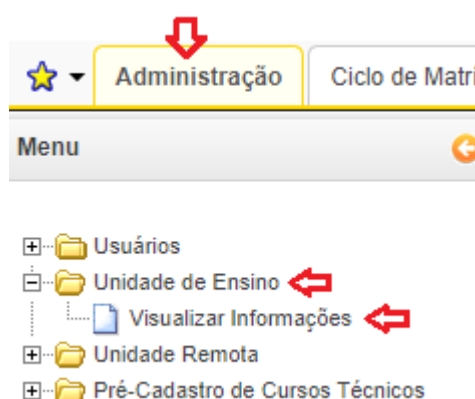 Administração Ciclo de Matri
Menu
Usuários
Unidade de Ensino
Visualizar Informações
Unidade Remota
Pré-Cadastro de Cursos Técnicos